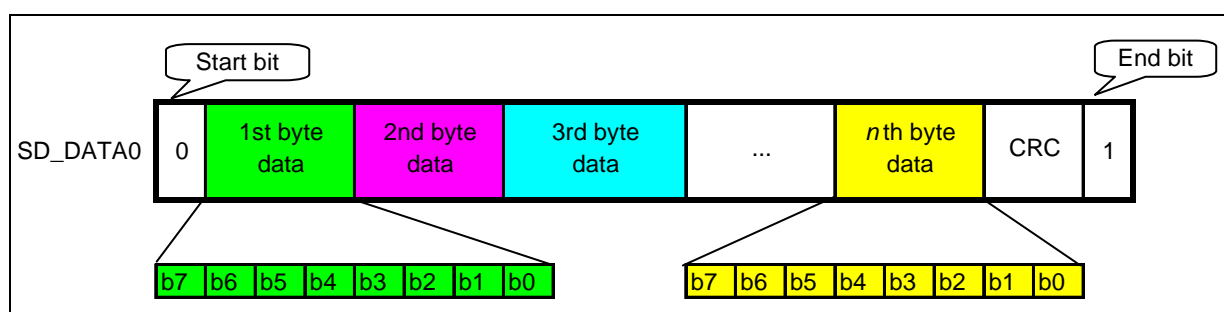 Start bit
End bit
SD_DATA0
0
1st byte
data
2nd byte
data
3rd byte
data
...
nth byte
data
CRC
1
b7 b6 b5 b4 b3 b2 b1 b0
b7 b6 b5 b4 b3 b2 b1 b0